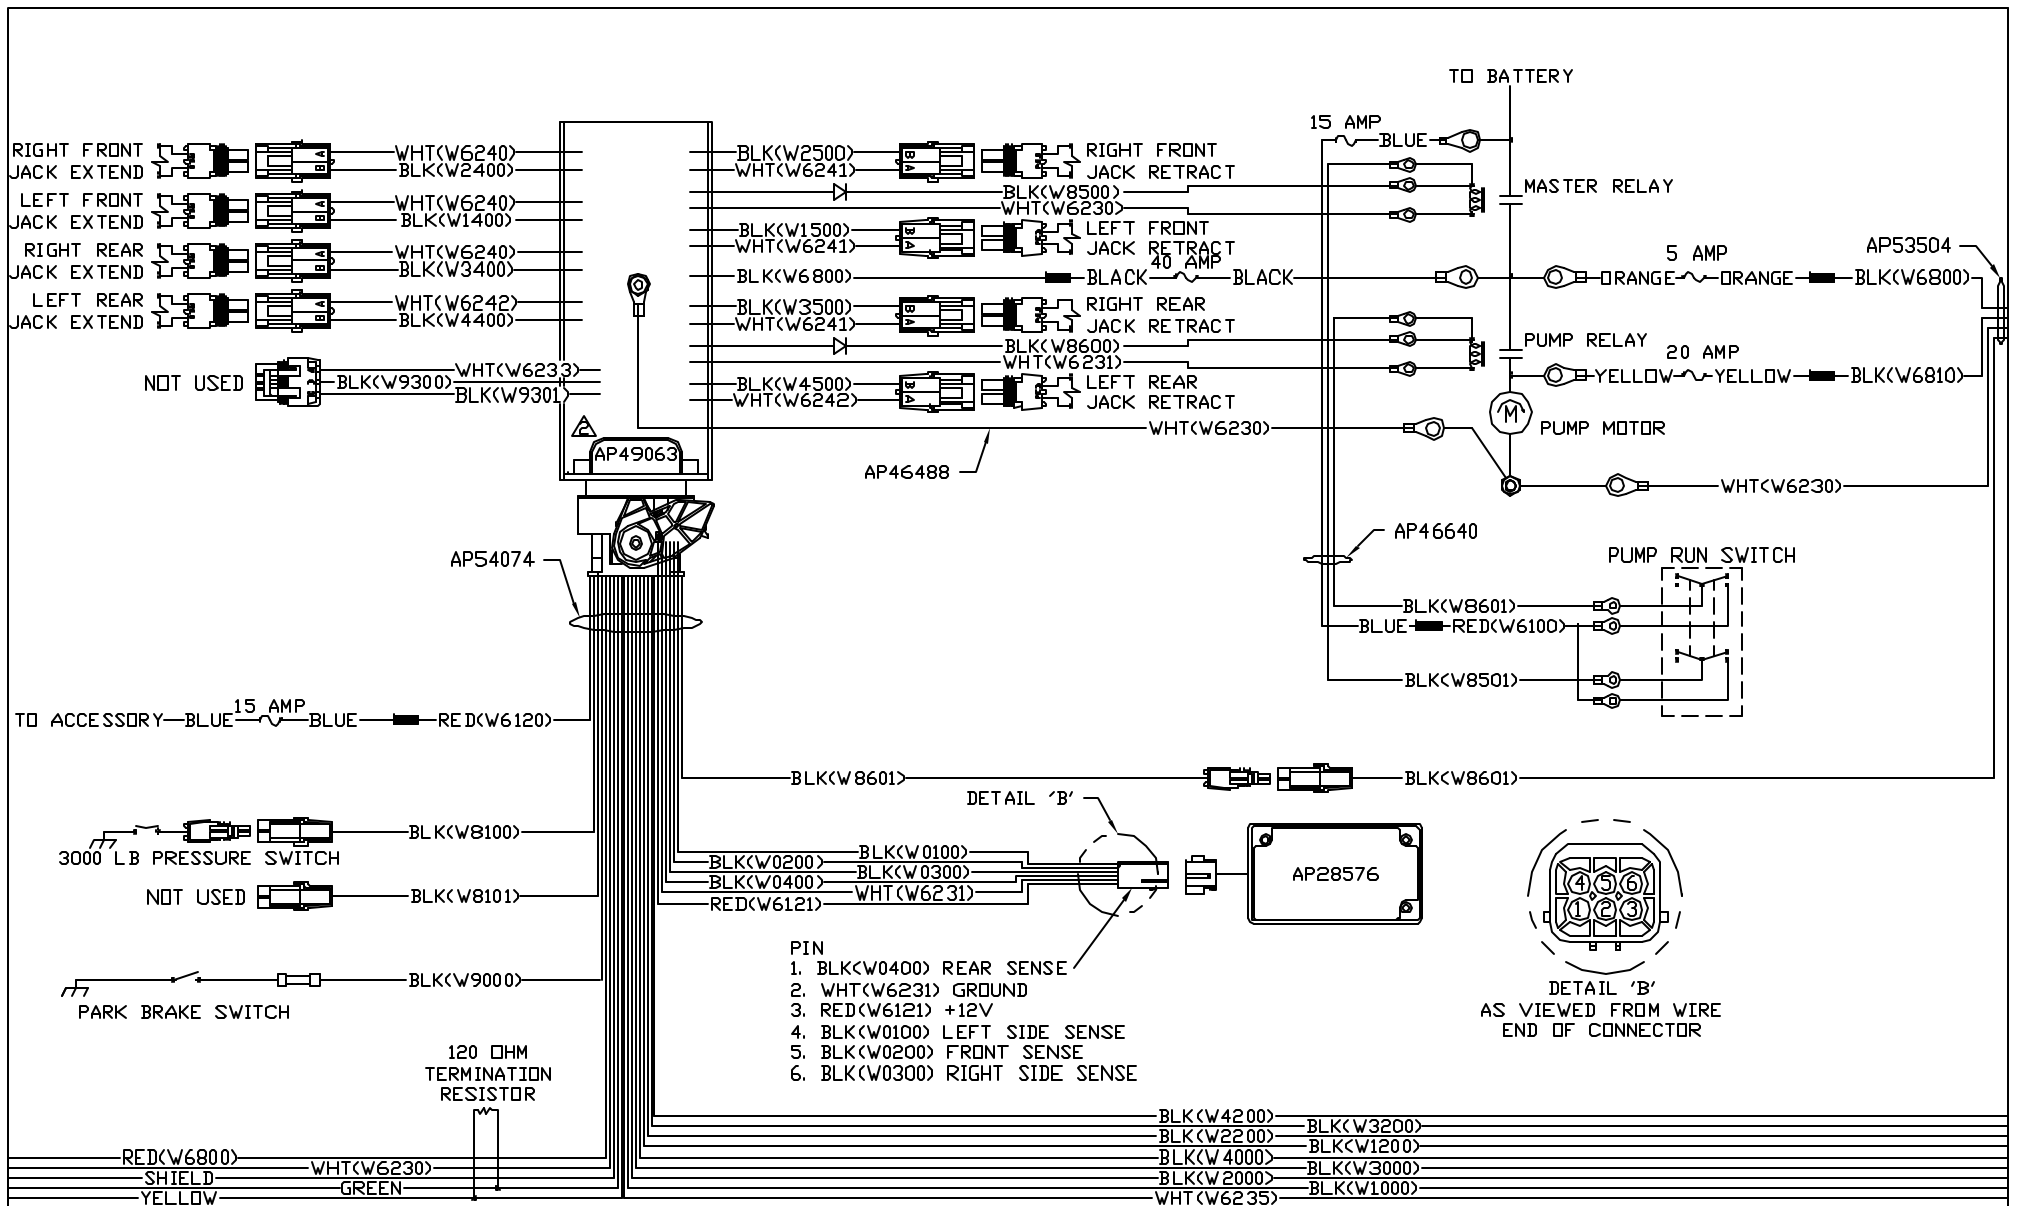 TO BATTERY
15 AMP
BLUE
RIGHT FRONT
JACK EXTEND
A
B
WHT(W6240)
BLK(W2400)
LEFT FRONT
JACK EXTEND
A
B
WHT(W6240)
BLK(W1400)
RIGHT REAR
JACK EXTEND
A
B
WHT(W6240)
BLK(W3400)
LEFT REAR
JACK EXTEND
A
B
WHT(W6242)
BLK(W4400)
NOT USED
WHT(W6233)
BLK(W9300)
BLK(W9301)
2
AP49063
BLK(W2500)
WHT(W6241)
B
A
RIGHT FRONT
JACK RETRACT
BLK(W8500)
WHT(W6230)
BLK(W1500)
WHT(W6241)
B
A
LEFT FRONT
JACK RETRACT
BLK(W6800)
BLACK
40 AMP
BLACK
BLK(W3500)
WHT(W6241)
B
A
RIGHT REAR
JACK RETRACT
BLK(W8600)
WHT(W6231)
BLK(W4500)
WHT(W6242)
B
A
LEFT REAR
JACK RETRACT
WHT(W6230)
AP46488
MASTER RELAY
5 AMP
ORANGE
ORANGE
BLK(W6800)
AP53504
PUMP RELAY
20 AMP
YELLOW
YELLOW
BLK(W6810)
M
PUMP MOTOR
WHT(W6230)
AP46640
PUMP RUN SWITCH
BLK(W8601)
BLUE
RED(W6100)
BLK(W8501)
AP54074
TO ACCESSORY
BLUE
15 AMP
BLUE
RED(W6120)
BLK(W8601)
BLK(W8601)
DETAIL 'B'
3000 LB PRESSURE SWITCH
BLK(W8100)
NOT USED
BLK(W8101)
BLK(W0100)
BLK(W0200)
BLK(W0300)
BLK(W0400)
WHT(W6231)
RED(W6121)
AP28576
4 5 6
1 2 3
DETAIL 'B'
AS VIEWED FROM WIRE
END OF CONNECTOR
PARK BRAKE SWITCH
BLK(W9000)
PIN
1. BLK(W0400) REAR SENSE
2. WHT(W6231) GROUND
3. RED(W6121) +12V
4. BLK(W0100) LEFT SIDE SENSE
5. BLK(W0200) FRONT SENSE
6. BLK(W0300) RIGHT SIDE SENSE
120 OHM
TERMINATION
RESISTOR
RED(W6800)
WHT(W6230)
SHIELD
GREEN
YELLOW
BLK(W4200)
BLK(W3200)
BLK(W2200)
BLK(W1200)
BLK(W4000)
BLK(W3000)
BLK(W2000)
BLK(W1000)
WHT(W6235)